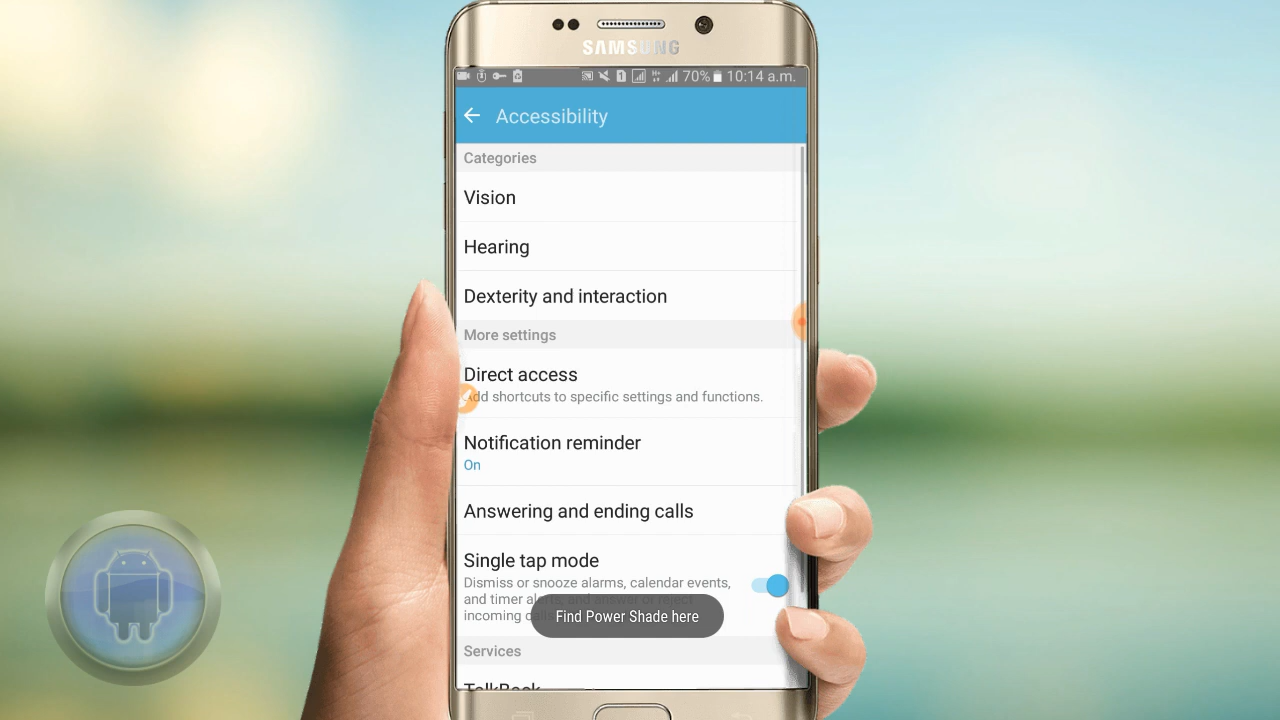 SAMSUNG
70% 10:14 a.m.
Accessibility
Categories
Vision
Hearing
Dexterity and interaction
More settings
Direct access
Add shortcuts to specific settings and functions.
Notification reminder
On
Answering and ending calls
Single tap mode
Dismiss or snooze alarms, calendar events,
and timer alerts, and answer or reject
incoming calls
Find Power Shade here
Services
TalkBack